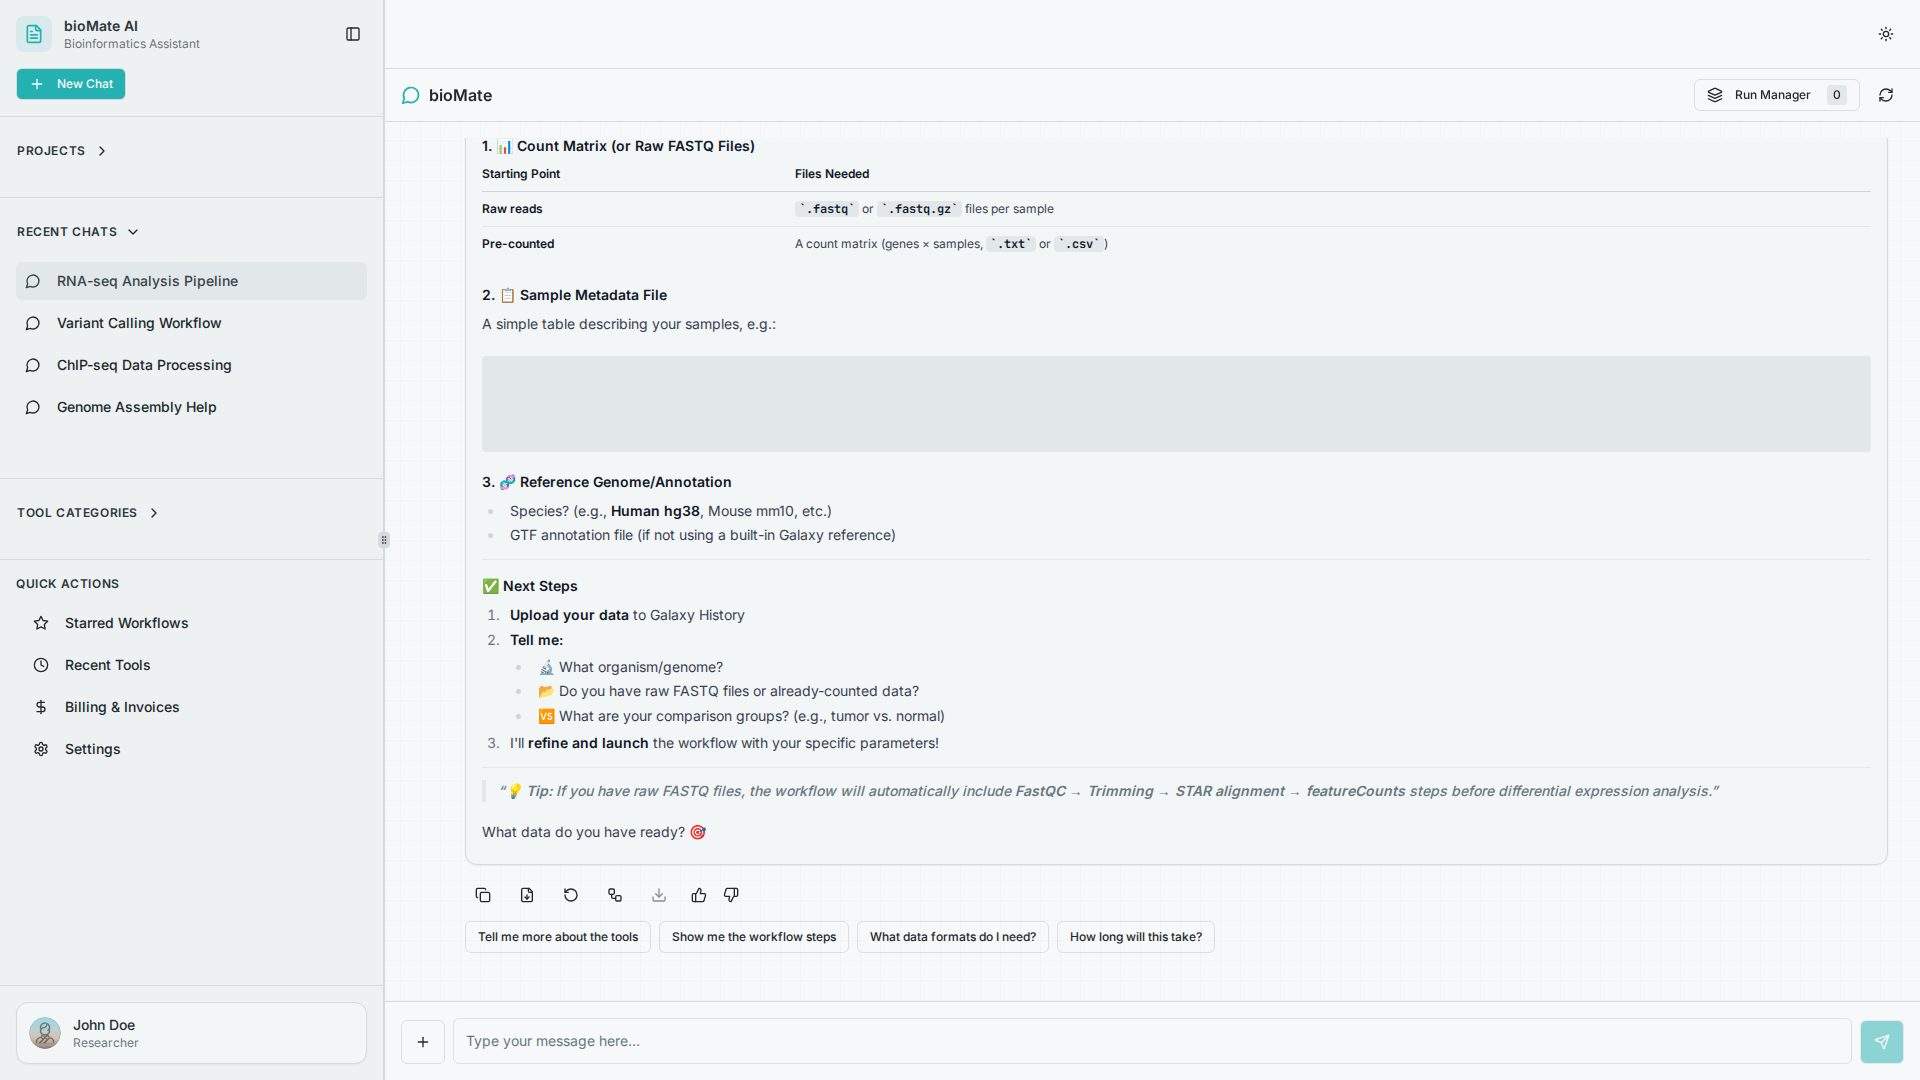 bioMate AI
Bioinformatics Assistant
New Chat
PROJECTS
RECENT CHATS
RNA-seq Analysis Pipeline
Variant Calling Workflow
ChIP-seq Data Processing
Genome Assembly Help
TOOL CATEGORIES
QUICK ACTIONS
Starred Workflows
Recent Tools
Billing & Invoices
Settings
John Doe
Researcher
bioMate
Run Manager 0
1. 📊 Count Matrix (or Raw FASTQ Files)
Starting Point Files Needed
Raw reads `.fastq` or `.fastq.gz` files per sample
Pre-counted A count matrix (genes × samples, `.txt` or `.csv`)
2. 📋 Sample Metadata File
A simple table describing your samples, e.g.:
3. 🧬 Reference Genome/Annotation
Species? (e.g., Human hg38, Mouse mm10, etc.)
GTF annotation file (if not using a built-in Galaxy reference)
✅ Next Steps
1. Upload your data to Galaxy History
2. Tell me:
🔬 What organism/genome?
📂 Do you have raw FASTQ files or already-counted data?
🆚 What are your comparison groups? (e.g., tumor vs. normal)
3. I'll refine and launch the workflow with your specific parameters!
“💡 Tip: If you have raw FASTQ files, the workflow will automatically include FastQC → Trimming → STAR alignment → featureCounts steps before differential expression analysis.”
What data do you have ready? 🎯
Tell me more about the tools
Show me the workflow steps
What data formats do I need?
How long will this take?
Type your message here...